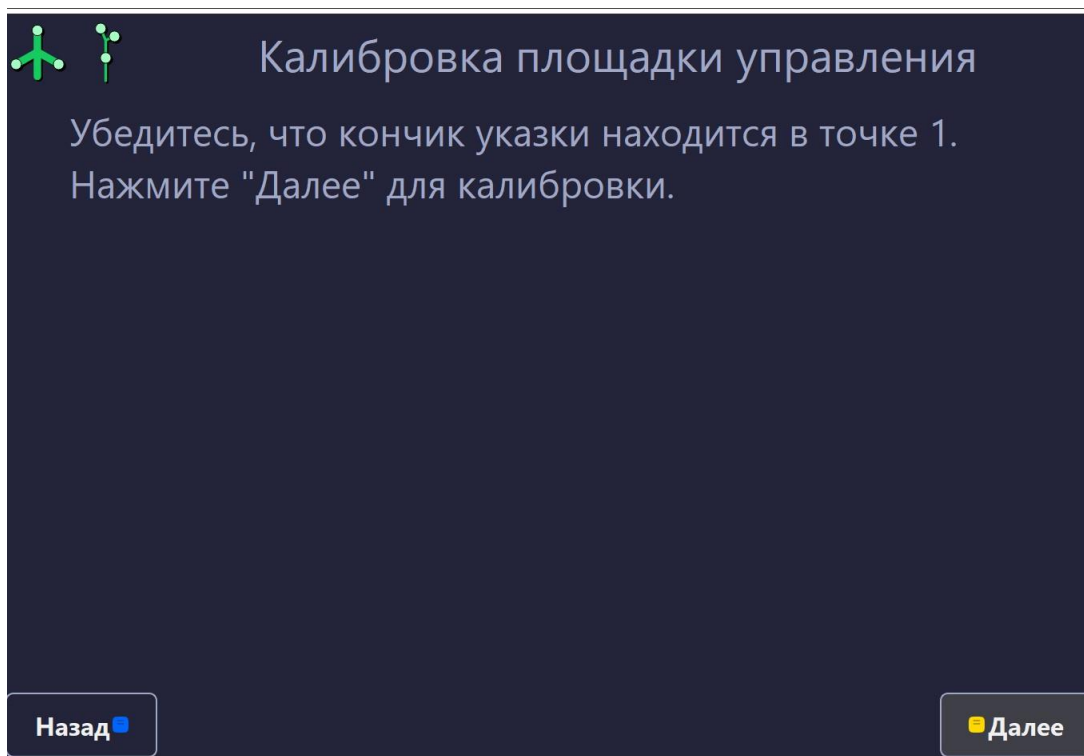 Калибровка площадки управления
Убедитесь, что кончик указки находится в точке 1.
Нажмите "Далее" для калибровки.
Назад
Далее